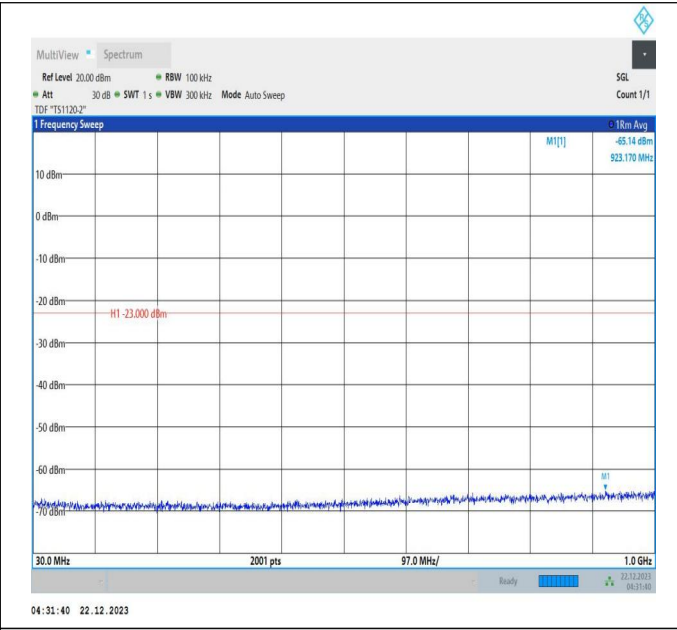 R&S
MultiView Spectrum
Ref Level 20.00 dBm RBW 100 kHz SGL
Att 30 dB SWT 1 s VBW 300 kHz Mode Auto Sweep Count 1/1
TDF "TS1120-2"
1 Frequency Sweep 1Rm Avg
M1[1] -65.14 dBm
923.170 MHz
10 dBm
0 dBm
-10 dBm
-20 dBm
H1 -23.000 dBm
-30 dBm
-40 dBm
-50 dBm
-60 dBm
M1
-70 dBm
30.0 MHz 2001 pts 97.0 MHz/ 1.0 GHz
Ready 22.12.2023
04:31:40
04:31:40 22.12.2023